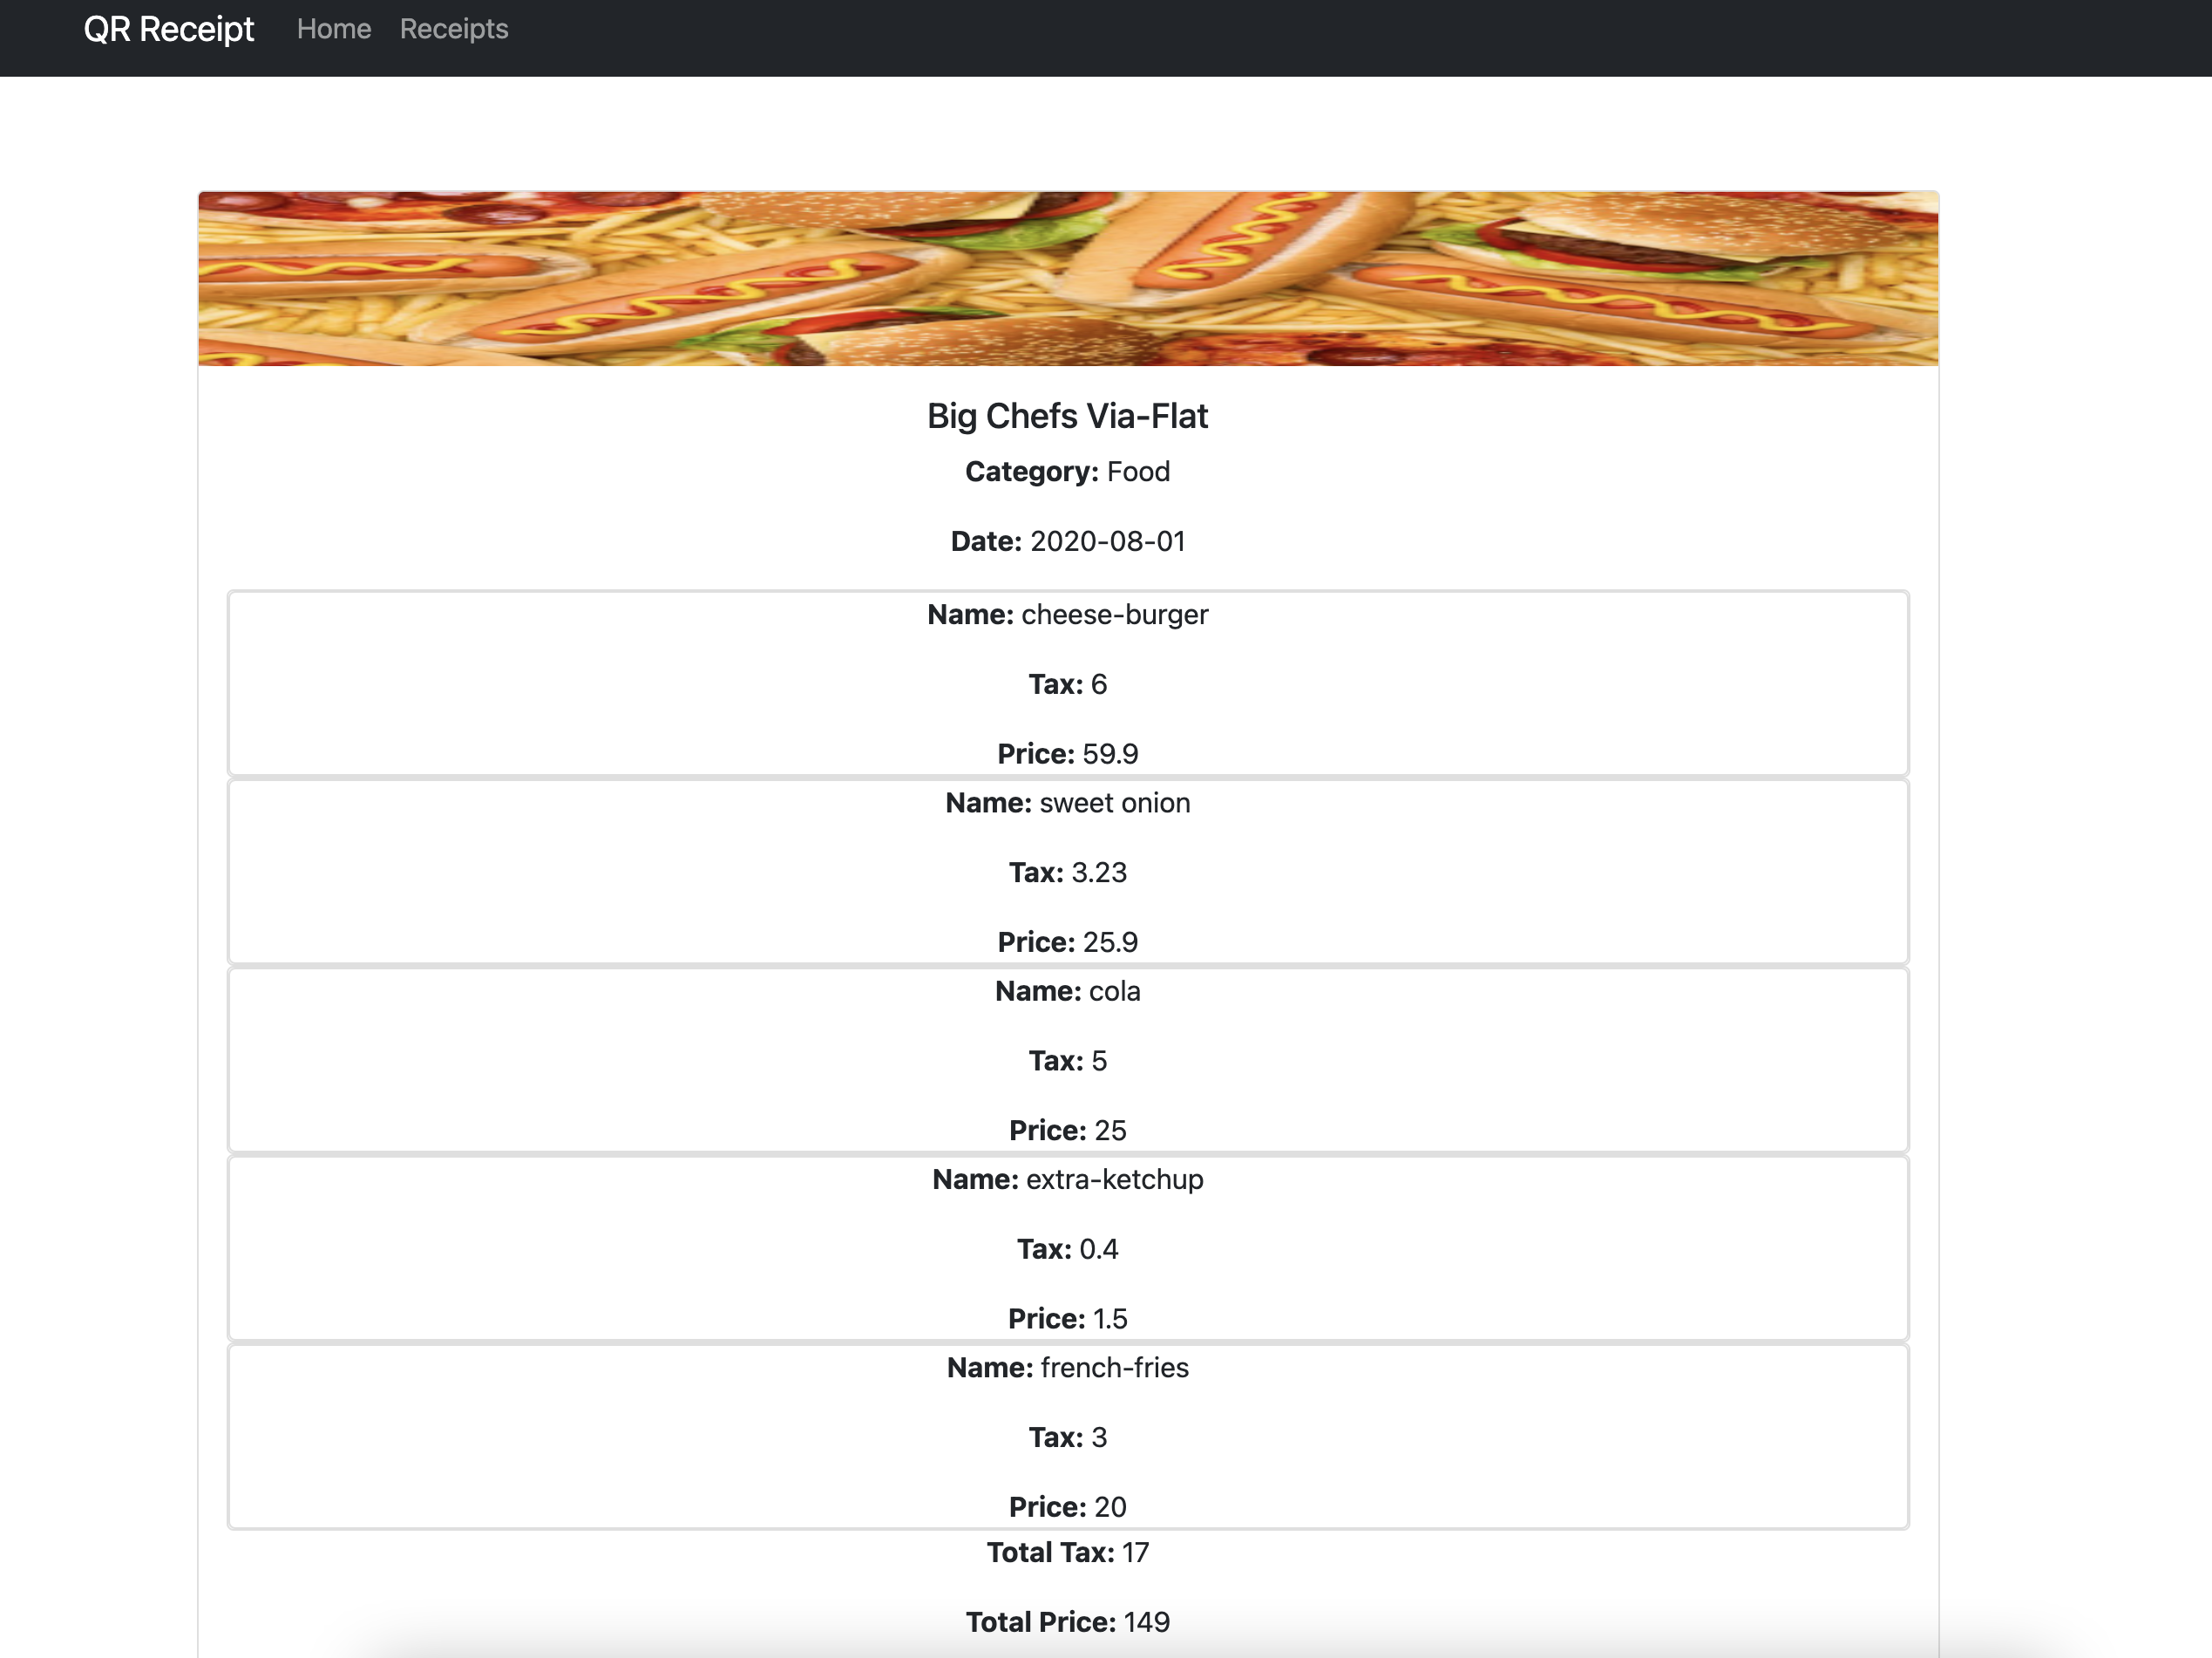 QR Receipt Home Receipts
Big Chefs Via-Flat
Category: Food
Date: 2020-08-01
Name: cheese-burger
Tax: 6
Price: 59.9
Name: sweet onion
Tax: 3.23
Price: 25.9
Name: cola
Tax: 5
Price: 25
Name: extra-ketchup
Tax: 0.4
Price: 1.5
Name: french-fries
Tax: 3
Price: 20
Total Tax: 17
Total Price: 149